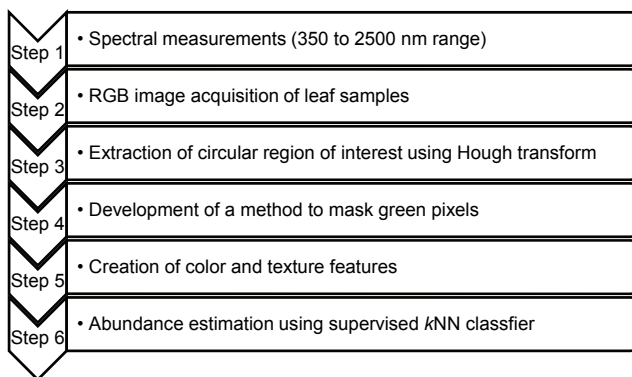 Step 1
• Spectral measurements (350 to 2500 nm range)
Step 2
• RGB image acquisition of leaf samples
Step 3
• Extraction of circular region of interest using Hough transform
Step 4
• Development of a method to mask green pixels
Step 5
• Creation of color and texture features
Step 6
• Abundance estimation using supervised kNN classfier